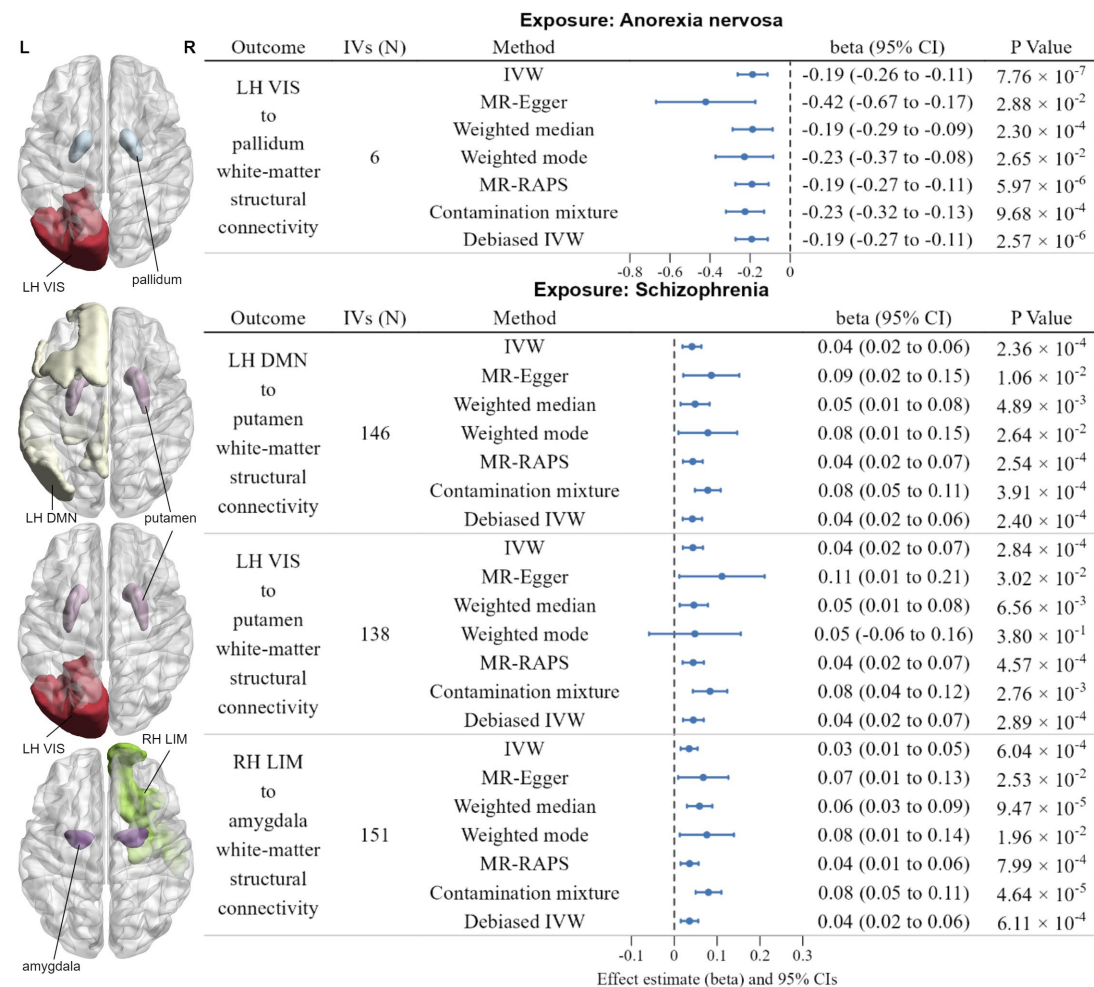 Exposure: Anorexia nervosa
L R
Outcome IVs (N) Method beta (95% CI) P Value
LH VIS
to
pallidum
white-matter
structural
connectivity
6
IVW -0.19 (-0.26 to -0.11) 7.76 × 10-7
MR-Egger -0.42 (-0.67 to -0.17) 2.88 × 10-2
Weighted median -0.19 (-0.29 to -0.09) 2.30 × 10-4
Weighted mode -0.23 (-0.37 to -0.08) 2.65 × 10-2
MR-RAPS -0.19 (-0.27 to -0.11) 5.97 × 10-6
Contamination mixture -0.23 (-0.32 to -0.13) 9.68 × 10-4
Debiased IVW -0.19 (-0.27 to -0.11) 2.57 × 10-6
-0.8 -0.6 -0.4 -0.2 0
LH VIS
pallidum
Exposure: Schizophrenia
Outcome IVs (N) Method beta (95% CI) P Value
LH DMN
to
putamen
white-matter
structural
connectivity
146
IVW 0.04 (0.02 to 0.06) 2.36 × 10-4
MR-Egger 0.09 (0.02 to 0.15) 1.06 × 10-2
Weighted median 0.05 (0.01 to 0.08) 4.89 × 10-3
Weighted mode 0.08 (0.01 to 0.15) 2.64 × 10-2
MR-RAPS 0.04 (0.02 to 0.07) 2.54 × 10-4
Contamination mixture 0.08 (0.05 to 0.11) 3.91 × 10-4
Debiased IVW 0.04 (0.02 to 0.06) 2.40 × 10-4
LH DMN
putamen
LH VIS
to
putamen
white-matter
structural
connectivity
138
IVW 0.04 (0.02 to 0.07) 2.84 × 10-4
MR-Egger 0.11 (0.01 to 0.21) 3.02 × 10-2
Weighted median 0.05 (0.01 to 0.08) 6.56 × 10-3
Weighted mode 0.05 (-0.06 to 0.16) 3.80 × 10-1
MR-RAPS 0.04 (0.02 to 0.07) 4.57 × 10-4
Contamination mixture 0.08 (0.04 to 0.12) 2.76 × 10-3
Debiased IVW 0.04 (0.02 to 0.07) 2.89 × 10-4
LH VIS
RH LIM
RH LIM
to
amygdala
white-matter
structural
connectivity
151
IVW 0.03 (0.01 to 0.05) 6.04 × 10-4
MR-Egger 0.07 (0.01 to 0.13) 2.53 × 10-2
Weighted median 0.06 (0.03 to 0.09) 9.47 × 10-5
Weighted mode 0.08 (0.01 to 0.14) 1.96 × 10-2
MR-RAPS 0.04 (0.01 to 0.06) 7.99 × 10-4
Contamination mixture 0.08 (0.05 to 0.11) 4.64 × 10-5
Debiased IVW 0.04 (0.02 to 0.06) 6.11 × 10-4
amygdala
-0.1 0 0.1 0.2 0.3
Effect estimate (beta) and 95% CIs